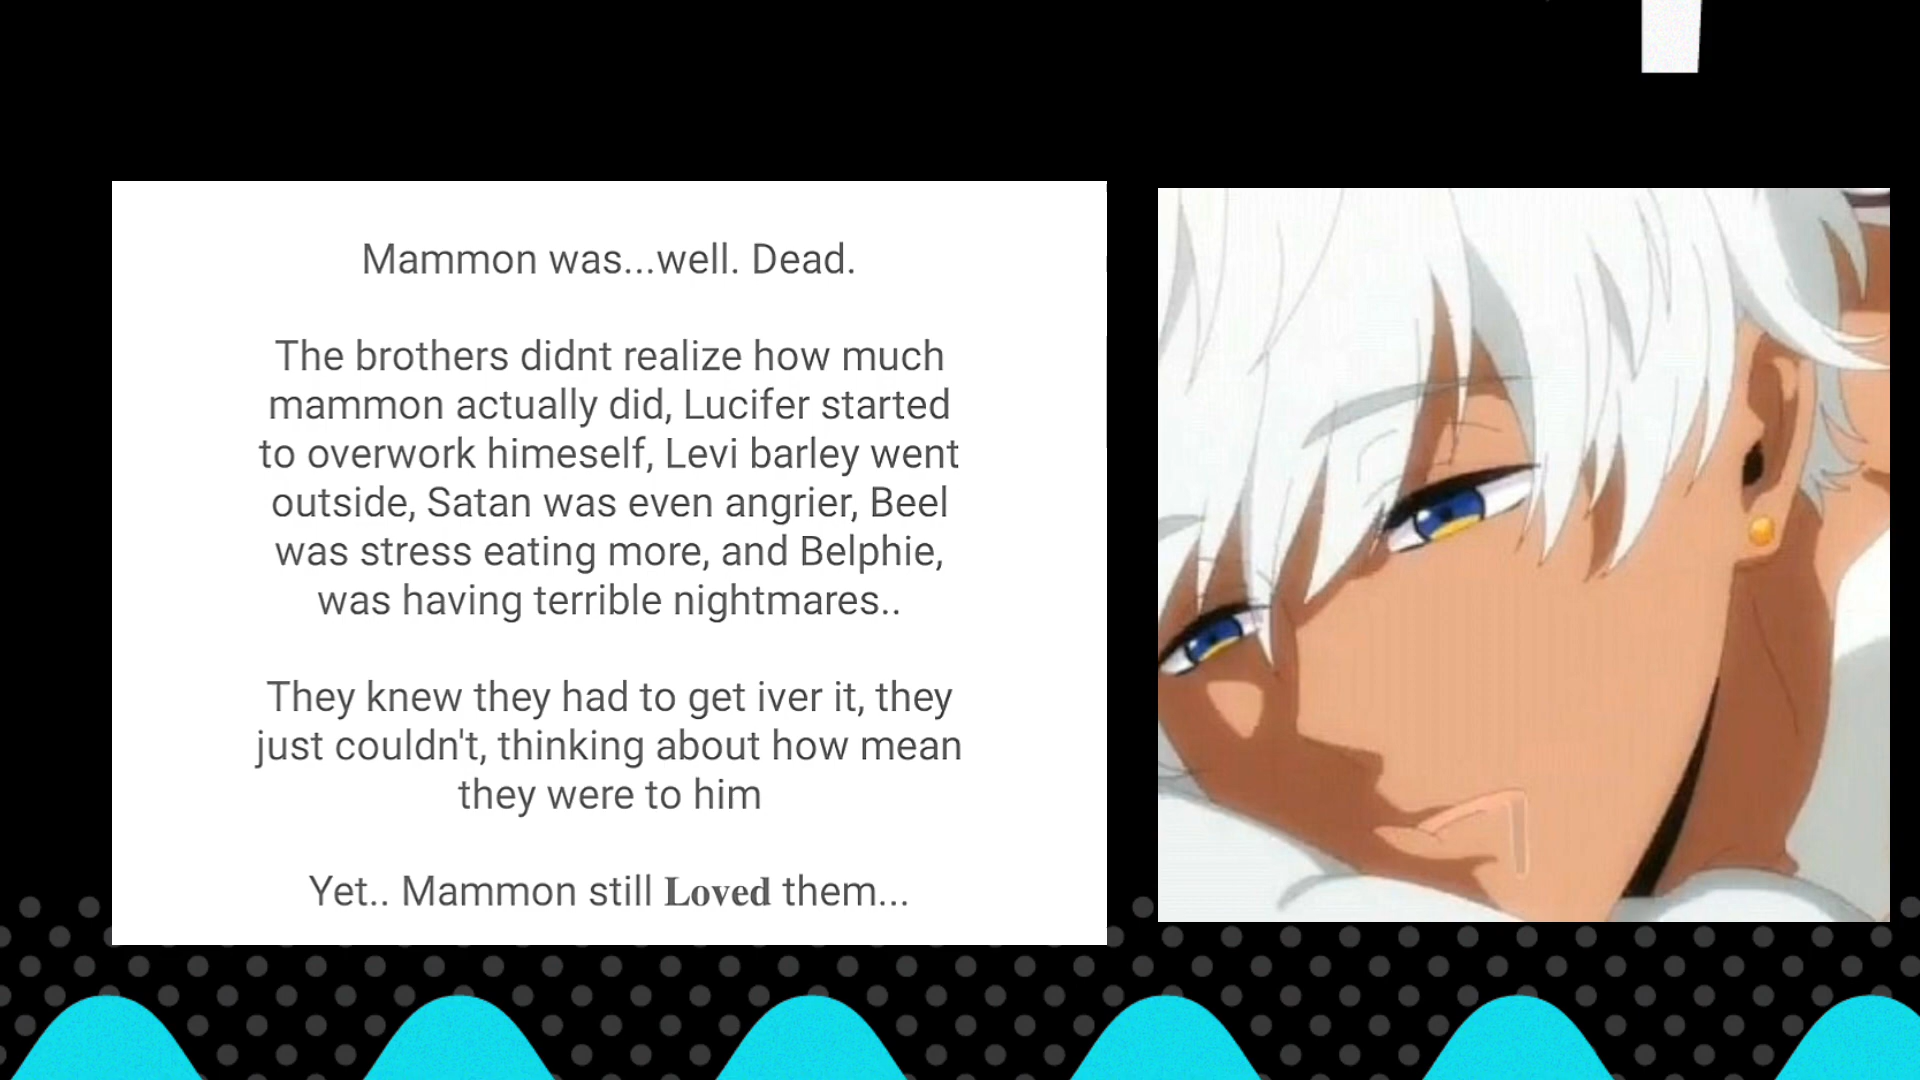 Mammon was...well. Dead.
The brothers didnt realize how much
mammon actually did, Lucifer started
to overwork himeself, Levi barley went
outside, Satan was even angrier, Beel
was stress eating more, and Belphie,
was having terrible nightmares..
They knew they had to get iver it, they
just couldn't, thinking about how mean
they were to him
Yet.. Mammon still Loved them...